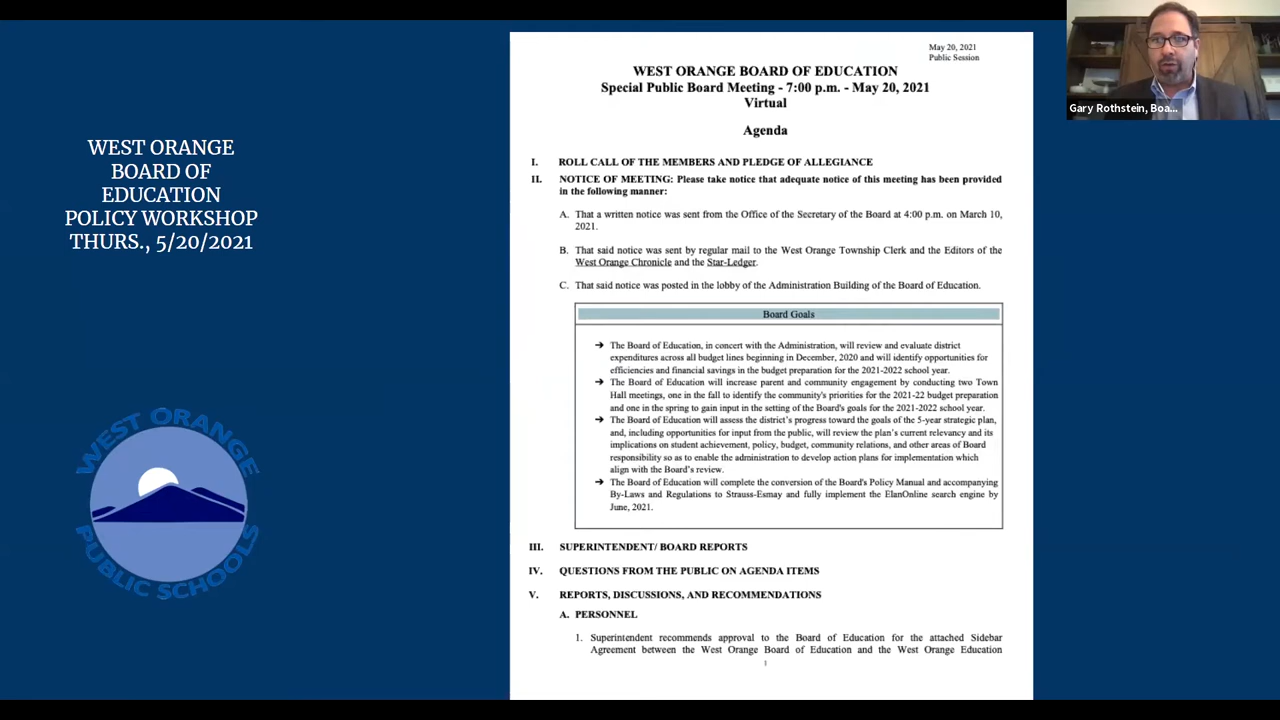 WEST ORANGE
BOARD OF
EDUCATION
POLICY WORKSHOP
THURS., 5/20/2021
WEST ORANGE
PUBLIC SCHOOLS
May 20, 2021
Public Session
WEST ORANGE BOARD OF EDUCATION
Special Public Board Meeting - 7:00 p.m. - May 20, 2021
Virtual
Agenda
I. ROLL CALL OF THE MEMBERS AND PLEDGE OF ALLEGIANCE
II. NOTICE OF MEETING: Please take notice that adequate notice of this meeting has been provided
in the following manner:
A. That a written notice was sent from the Office of the Secretary of the Board at 4:00 p.m. on March 10,
2021.
B. That said notice was sent by regular mail to the West Orange Township Clerk and the Editors of the
West Orange Chronicle and the Star-Ledger.
C. That said notice was posted in the lobby of the Administration Building of the Board of Education.
Board Goals
➔ The Board of Education, in concert with the Administration, will review and evaluate district
expenditures across all budget lines beginning in December, 2020 and will identify opportunities for
efficiencies and financial savings in the budget preparation for the 2021-2022 school year.
➔ The Board of Education will increase parent and community engagement by conducting two Town
Hall meetings, one in the fall to identify the community's priorities for the 2021-22 budget preparation
and one in the spring to gain input in the setting of the Board's goals for the 2021-2022 school year.
➔ The Board of Education will assess the district's progress toward the goals of the 5-year strategic plan,
and, including opportunities for input from the public, will review the plan's current relevancy and its
implications on student achievement, policy, budget, community relations, and other areas of Board
responsibility so as to enable the administration to develop action plans for implementation which
align with the Board's review.
➔ The Board of Education will complete the conversion of the Board's Policy Manual and accompanying
By-Laws and Regulations to Strauss-Esmay and fully implement the ElanOnline search engine by
June, 2021.
III. SUPERINTENDENT/ BOARD REPORTS
IV. QUESTIONS FROM THE PUBLIC ON AGENDA ITEMS
V. REPORTS, DISCUSSIONS, AND RECOMMENDATIONS
A. PERSONNEL
1. Superintendent recommends approval to the Board of Education for the attached Sidebar
Agreement between the West Orange Board of Education and the West Orange Education
1
Gary Rothstein, Boa...